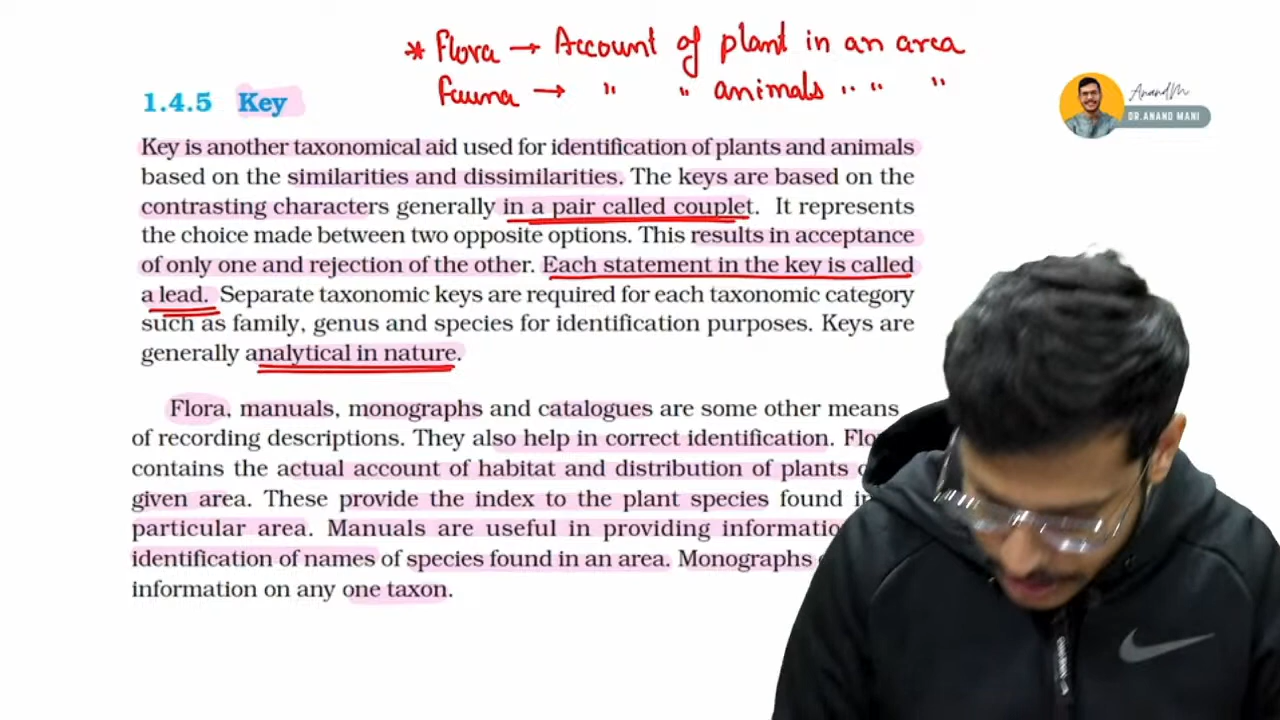 * Flora → Account of plant in an area
Fauna → " " animals " " "
1.4.5 Key
AnandM
DR.ANAND MANI
Key is another taxonomical aid used for identification of plants and animals
based on the similarities and dissimilarities. The keys are based on the
contrasting characters generally in a pair called couplet. It represents
the choice made between two opposite options. This results in acceptance
of only one and rejection of the other. Each statement in the key is called
a lead. Separate taxonomic keys are required for each taxonomic category
such as family, genus and species for identification purposes. Keys are
generally analytical in nature.
Flora, manuals, monographs and catalogues are some other means
of recording descriptions. They also help in correct identification.
contains the actual account of habitat and distribution of plants
given area. These provide the index to the plant species found
particular area. Manuals are useful in providing
identification of names of species found in an area. Monographs
information on any one taxon.